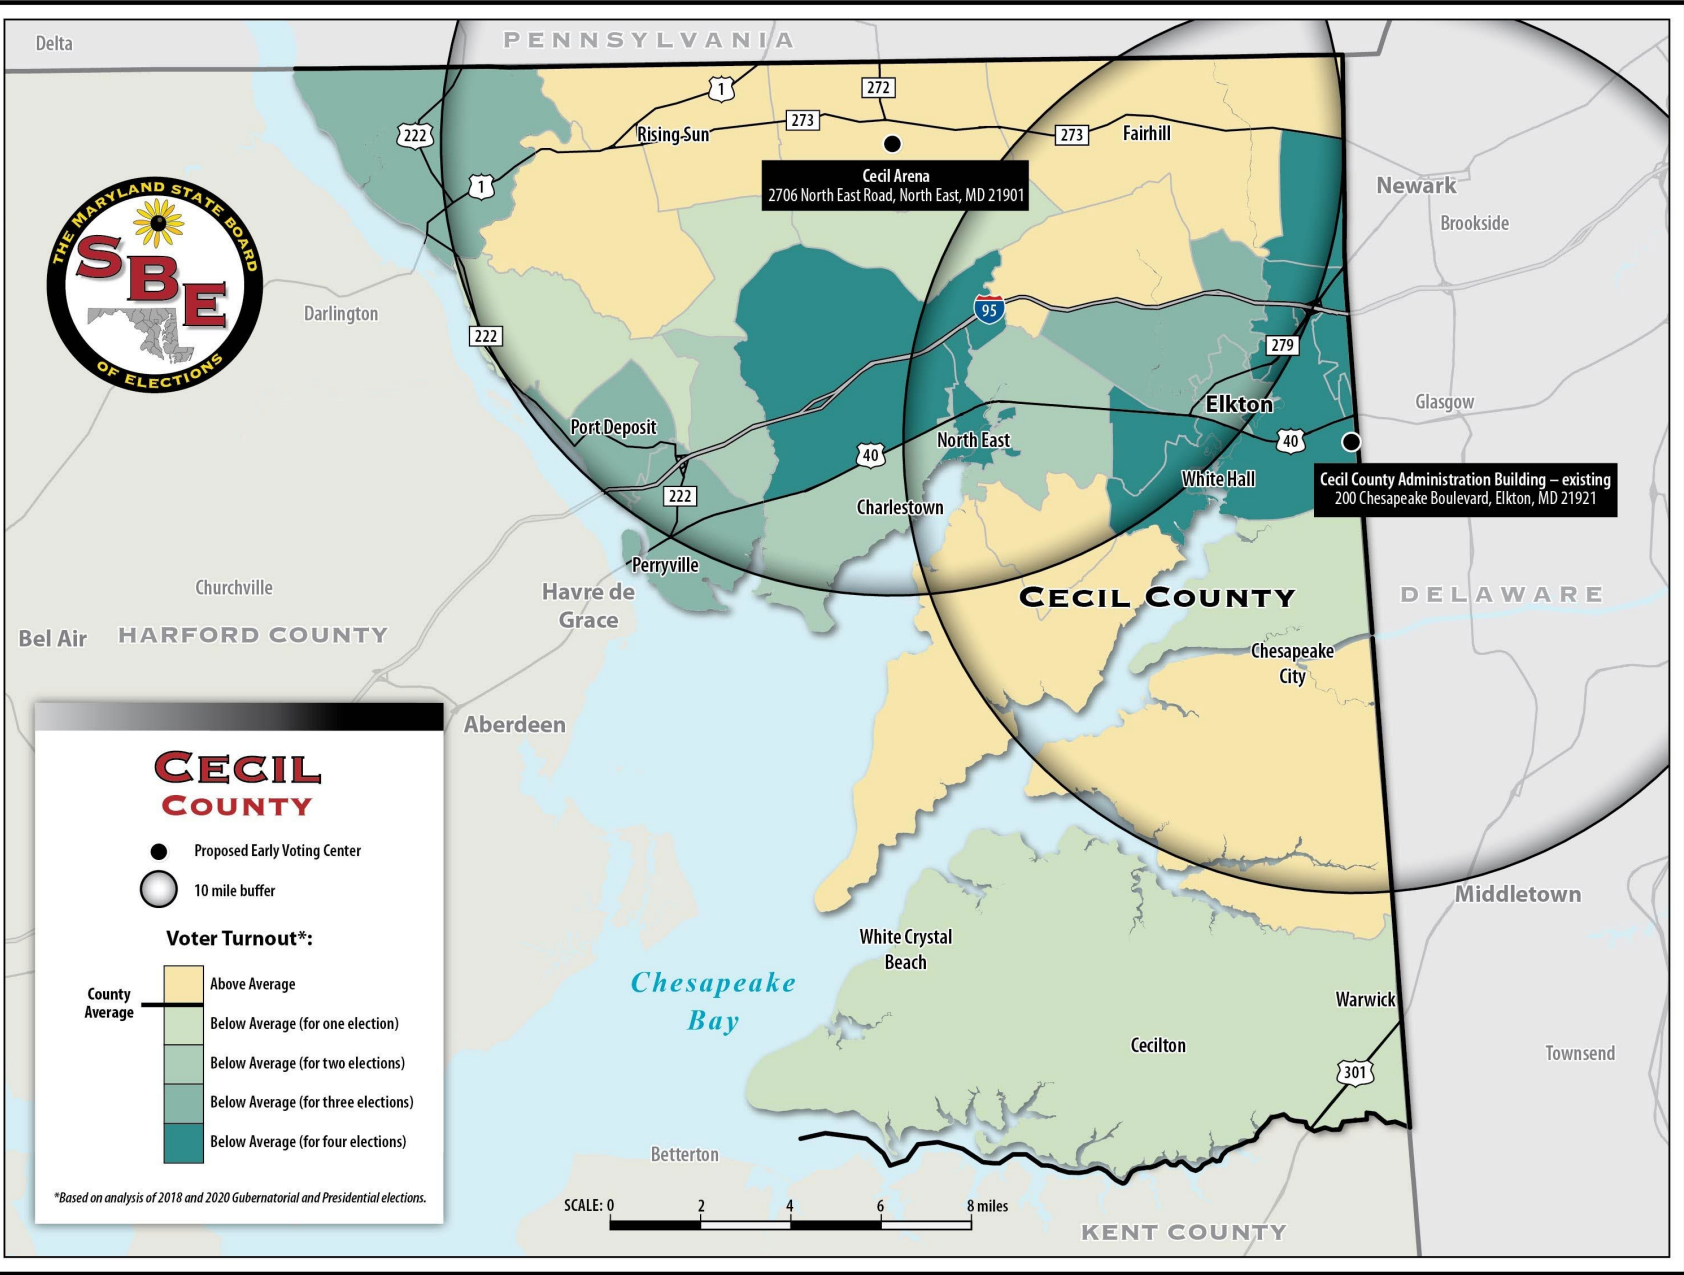 Delta
PENNSYLVANIA
1
272
273
222
Rising Sun
273
Fairhill
Cecil Arena
2706 North East Road, North East, MD 21901
1
Newark
Brookside
THE MARYLAND STATE BOARD
SBE
OF ELECTIONS
Darlington
95
222
279
Elkton
Glasgow
Port Deposit
North East
40
40
White Hall
Cecil County Administration Building – existing
200 Chesapeake Boulevard, Elkton, MD 21921
222
Charlestown
Perryville
Churchville
Havre de
Grace
CECIL COUNTY
DELAWARE
Bel Air
HARFORD COUNTY
Chesapeake
City
Aberdeen
CECIL
COUNTY
Proposed Early Voting Center
10 mile buffer
Voter Turnout*:
Above Average
County
Average
Below Average (for one election)
Below Average (for two elections)
Below Average (for three elections)
Below Average (for four elections)
*Based on analysis of 2018 and 2020 Gubernatorial and Presidential elections.
Middletown
White Crystal
Beach
Chesapeake
Bay
Warwick
Cecilton
Townsend
301
Betterton
SCALE: 0 2 4 6 8 miles
KENT COUNTY